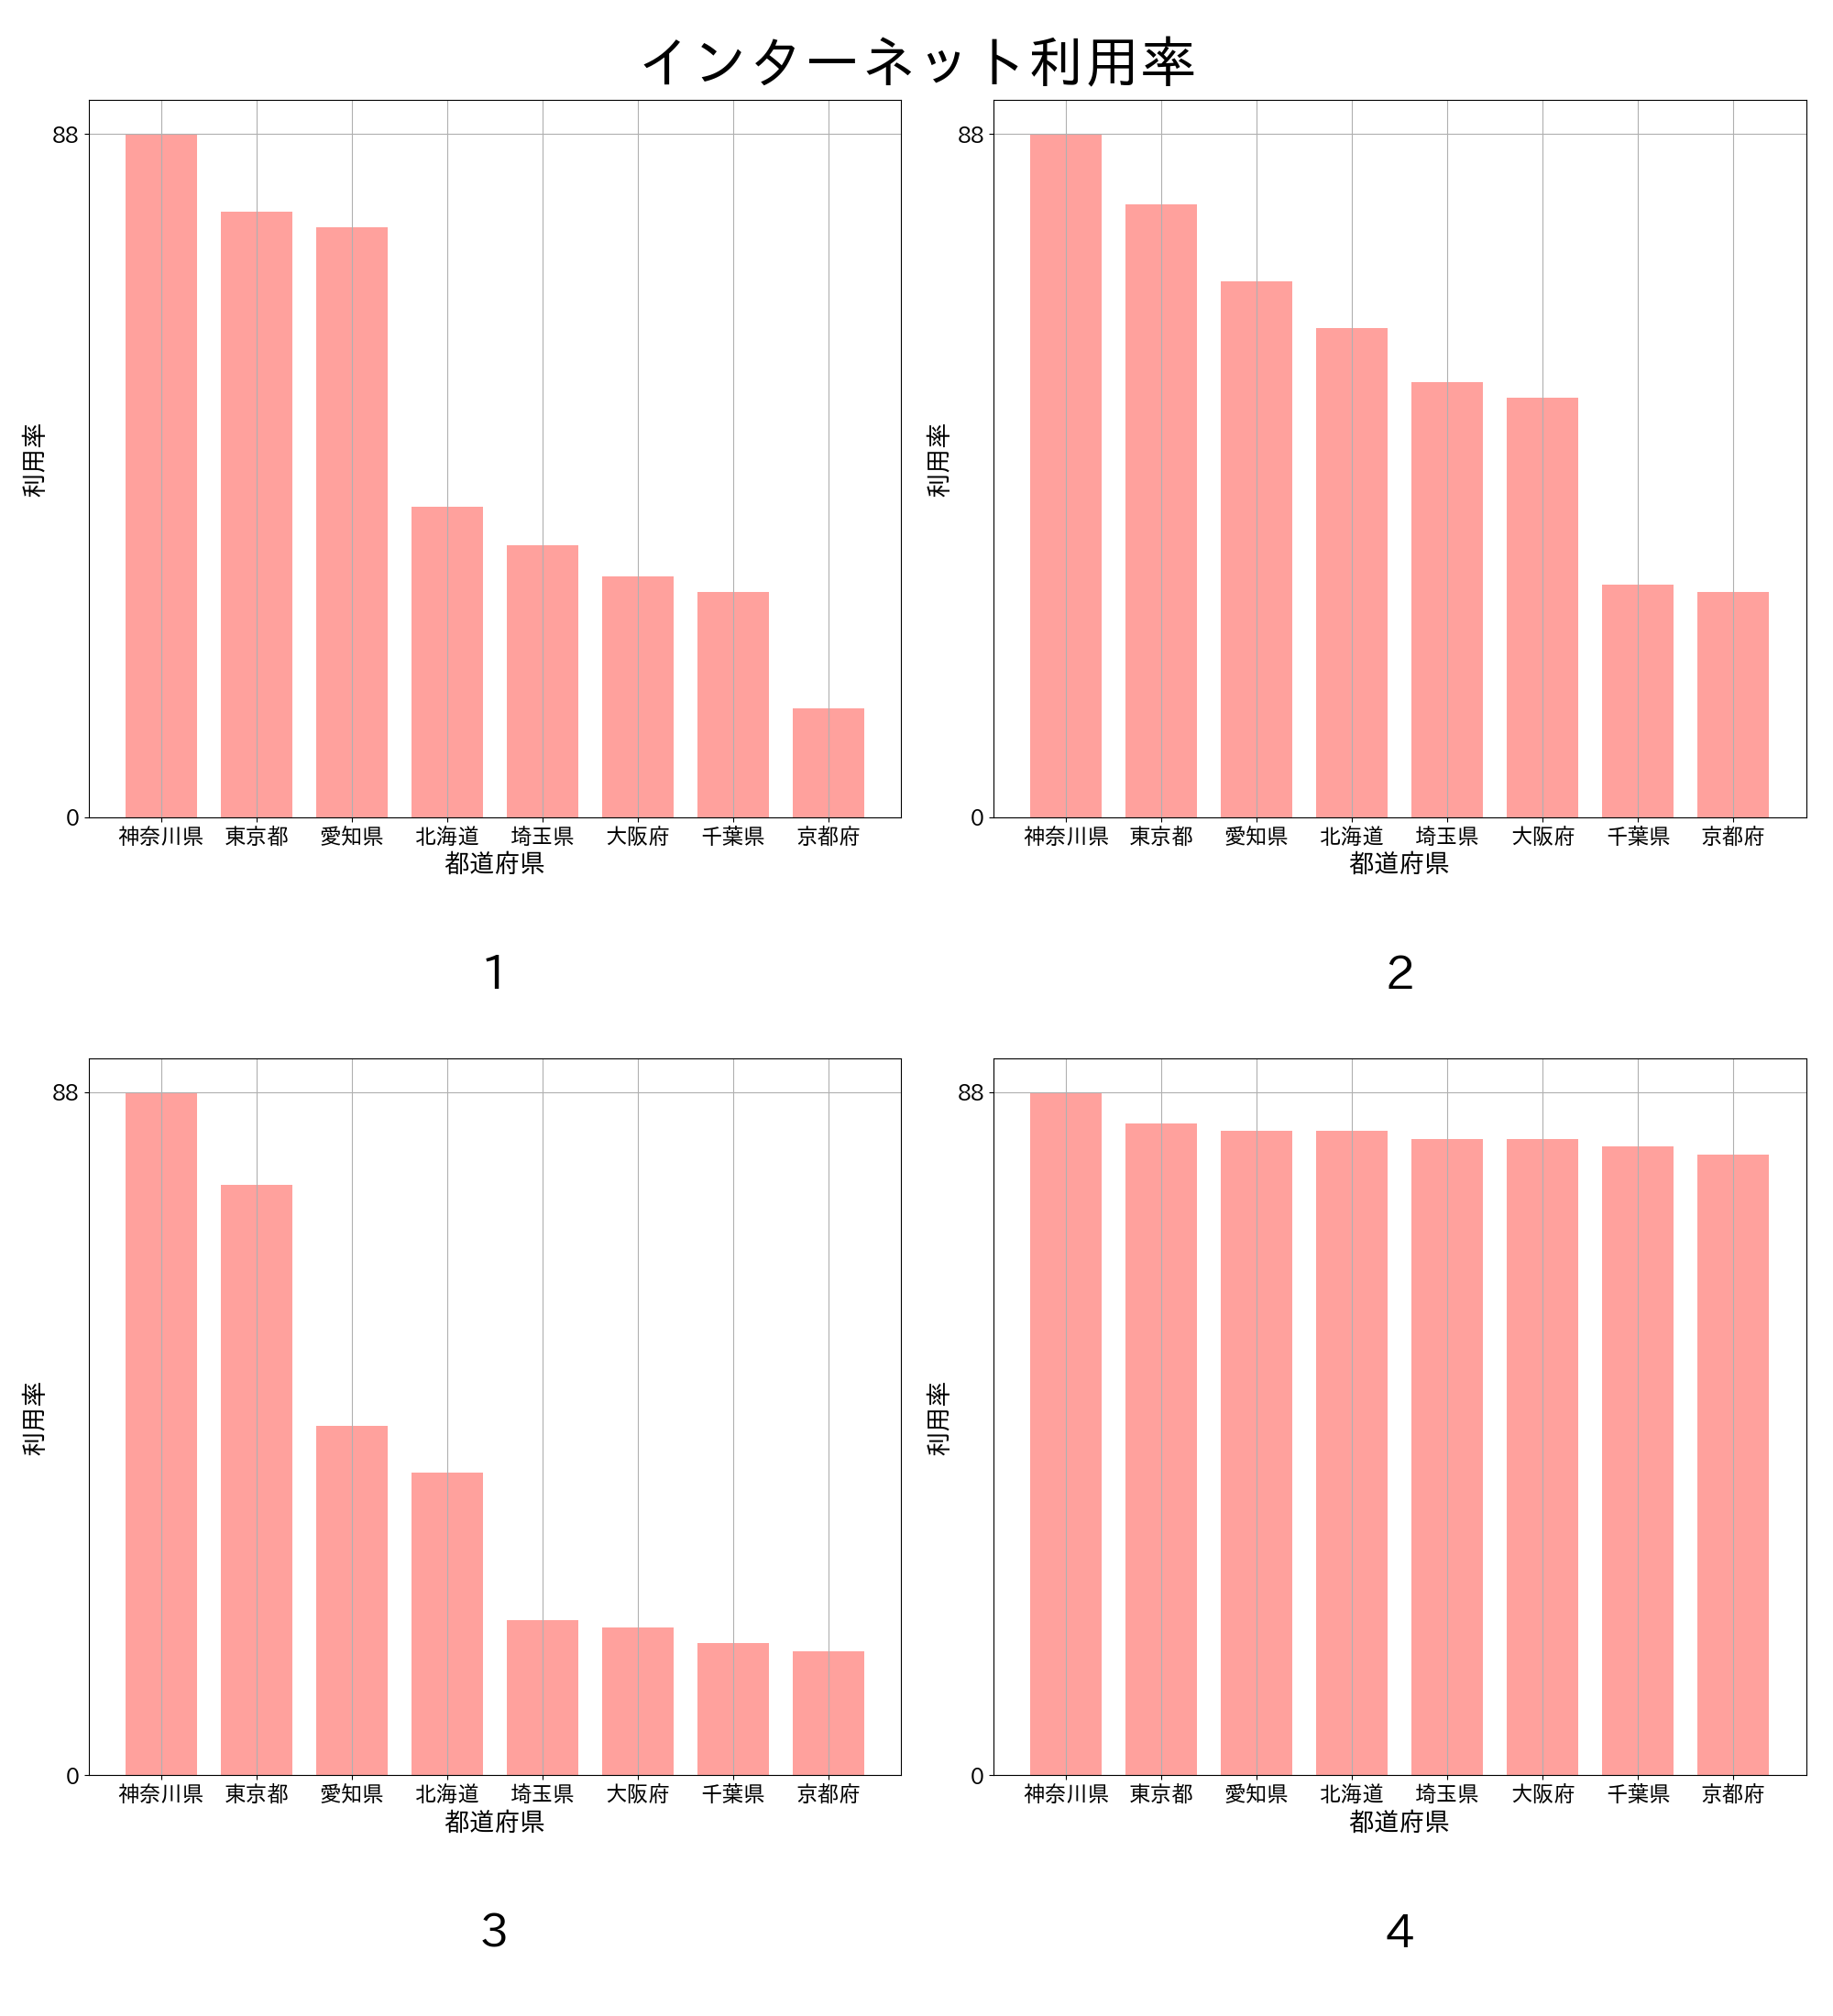 インターネット利用率
88
0
利用率
神奈川県 東京都 愛知県 北海道 埼玉県 大阪府 千葉県 京都府
都道府県
1
88
0
利用率
神奈川県 東京都 愛知県 北海道 埼玉県 大阪府 千葉県 京都府
都道府県
2
88
0
利用率
神奈川県 東京都 愛知県 北海道 埼玉県 大阪府 千葉県 京都府
都道府県
3
88
0
利用率
神奈川県 東京都 愛知県 北海道 埼玉県 大阪府 千葉県 京都府
都道府県
4